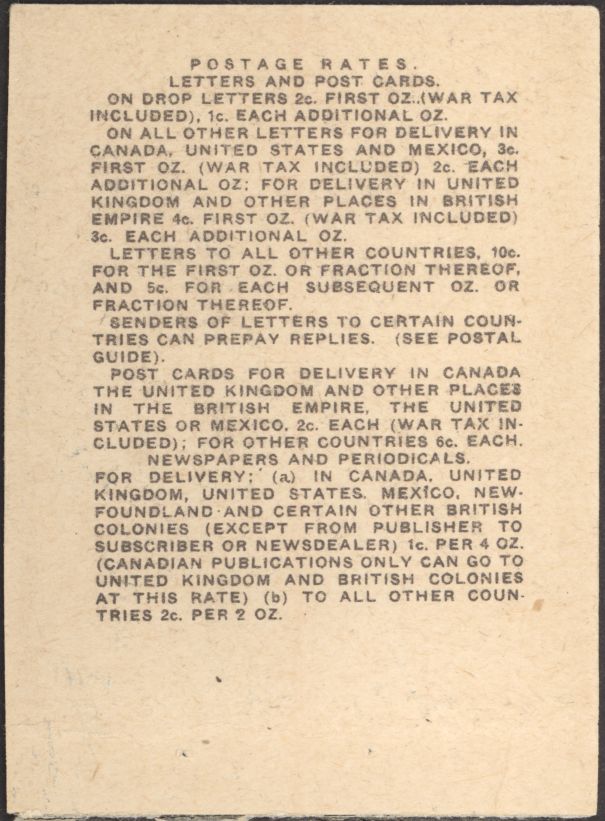 POSTAGE RATES.
LETTERS AND POST CARDS.
ON DROP LETTERS 2c. FIRST OZ..(WAR TAX
INCLUDED), 1c. EACH ADDITIONAL OZ.
ON ALL OTHER LETTERS FOR DELIVERY IN
CANADA, UNITED STATES AND MEXICO, 3c.
FIRST OZ. (WAR TAX INCLUDED) 2c. EACH
ADDITIONAL OZ; FOR DELIVERY IN UNITED
KINGDOM AND OTHER PLACES IN BRITISH
EMPIRE 4c. FIRST OZ. (WAR TAX INCLUDED)
3c. EACH ADDITIONAL OZ.
LETTERS TO ALL OTHER COUNTRIES, 10c.
FOR THE FIRST OZ. OR FRACTION THEREOF,
AND 5c. FOR EACH SUBSEQUENT OZ. OR
FRACTION THEREOF.
SENDERS OF LETTERS TO CERTAIN COUN-
TRIES CAN PREPAY REPLIES. (SEE POSTAL
GUIDE).
POST CARDS FOR DELIVERY IN CANADA
THE UNITED KINGDOM AND OTHER PLACES
IN THE BRITISH EMPIRE, THE UNITED
STATES OR MEXICO. 2c. EACH (WAR TAX IN-
CLUDED); FOR OTHER COUNTRIES 6c. EACH.
NEWSPAPERS AND PERIODICALS.
FOR DELIVERY; (a) IN CANADA, UNITED
KINGDOM, UNITED STATES. MEXICO, NEW-
FOUNDLAND AND CERTAIN OTHER BRITISH
COLONIES (EXCEPT FROM PUBLISHER TO
SUBSCRIBER OR NEWSDEALER) 1c. PER 4 OZ.
(CANADIAN PUBLICATIONS ONLY CAN GO TO
UNITED KINGDOM AND BRITISH COLONIES
AT THIS RATE) (b) TO ALL OTHER COUN-
TRIES 2c. PER 2 OZ.